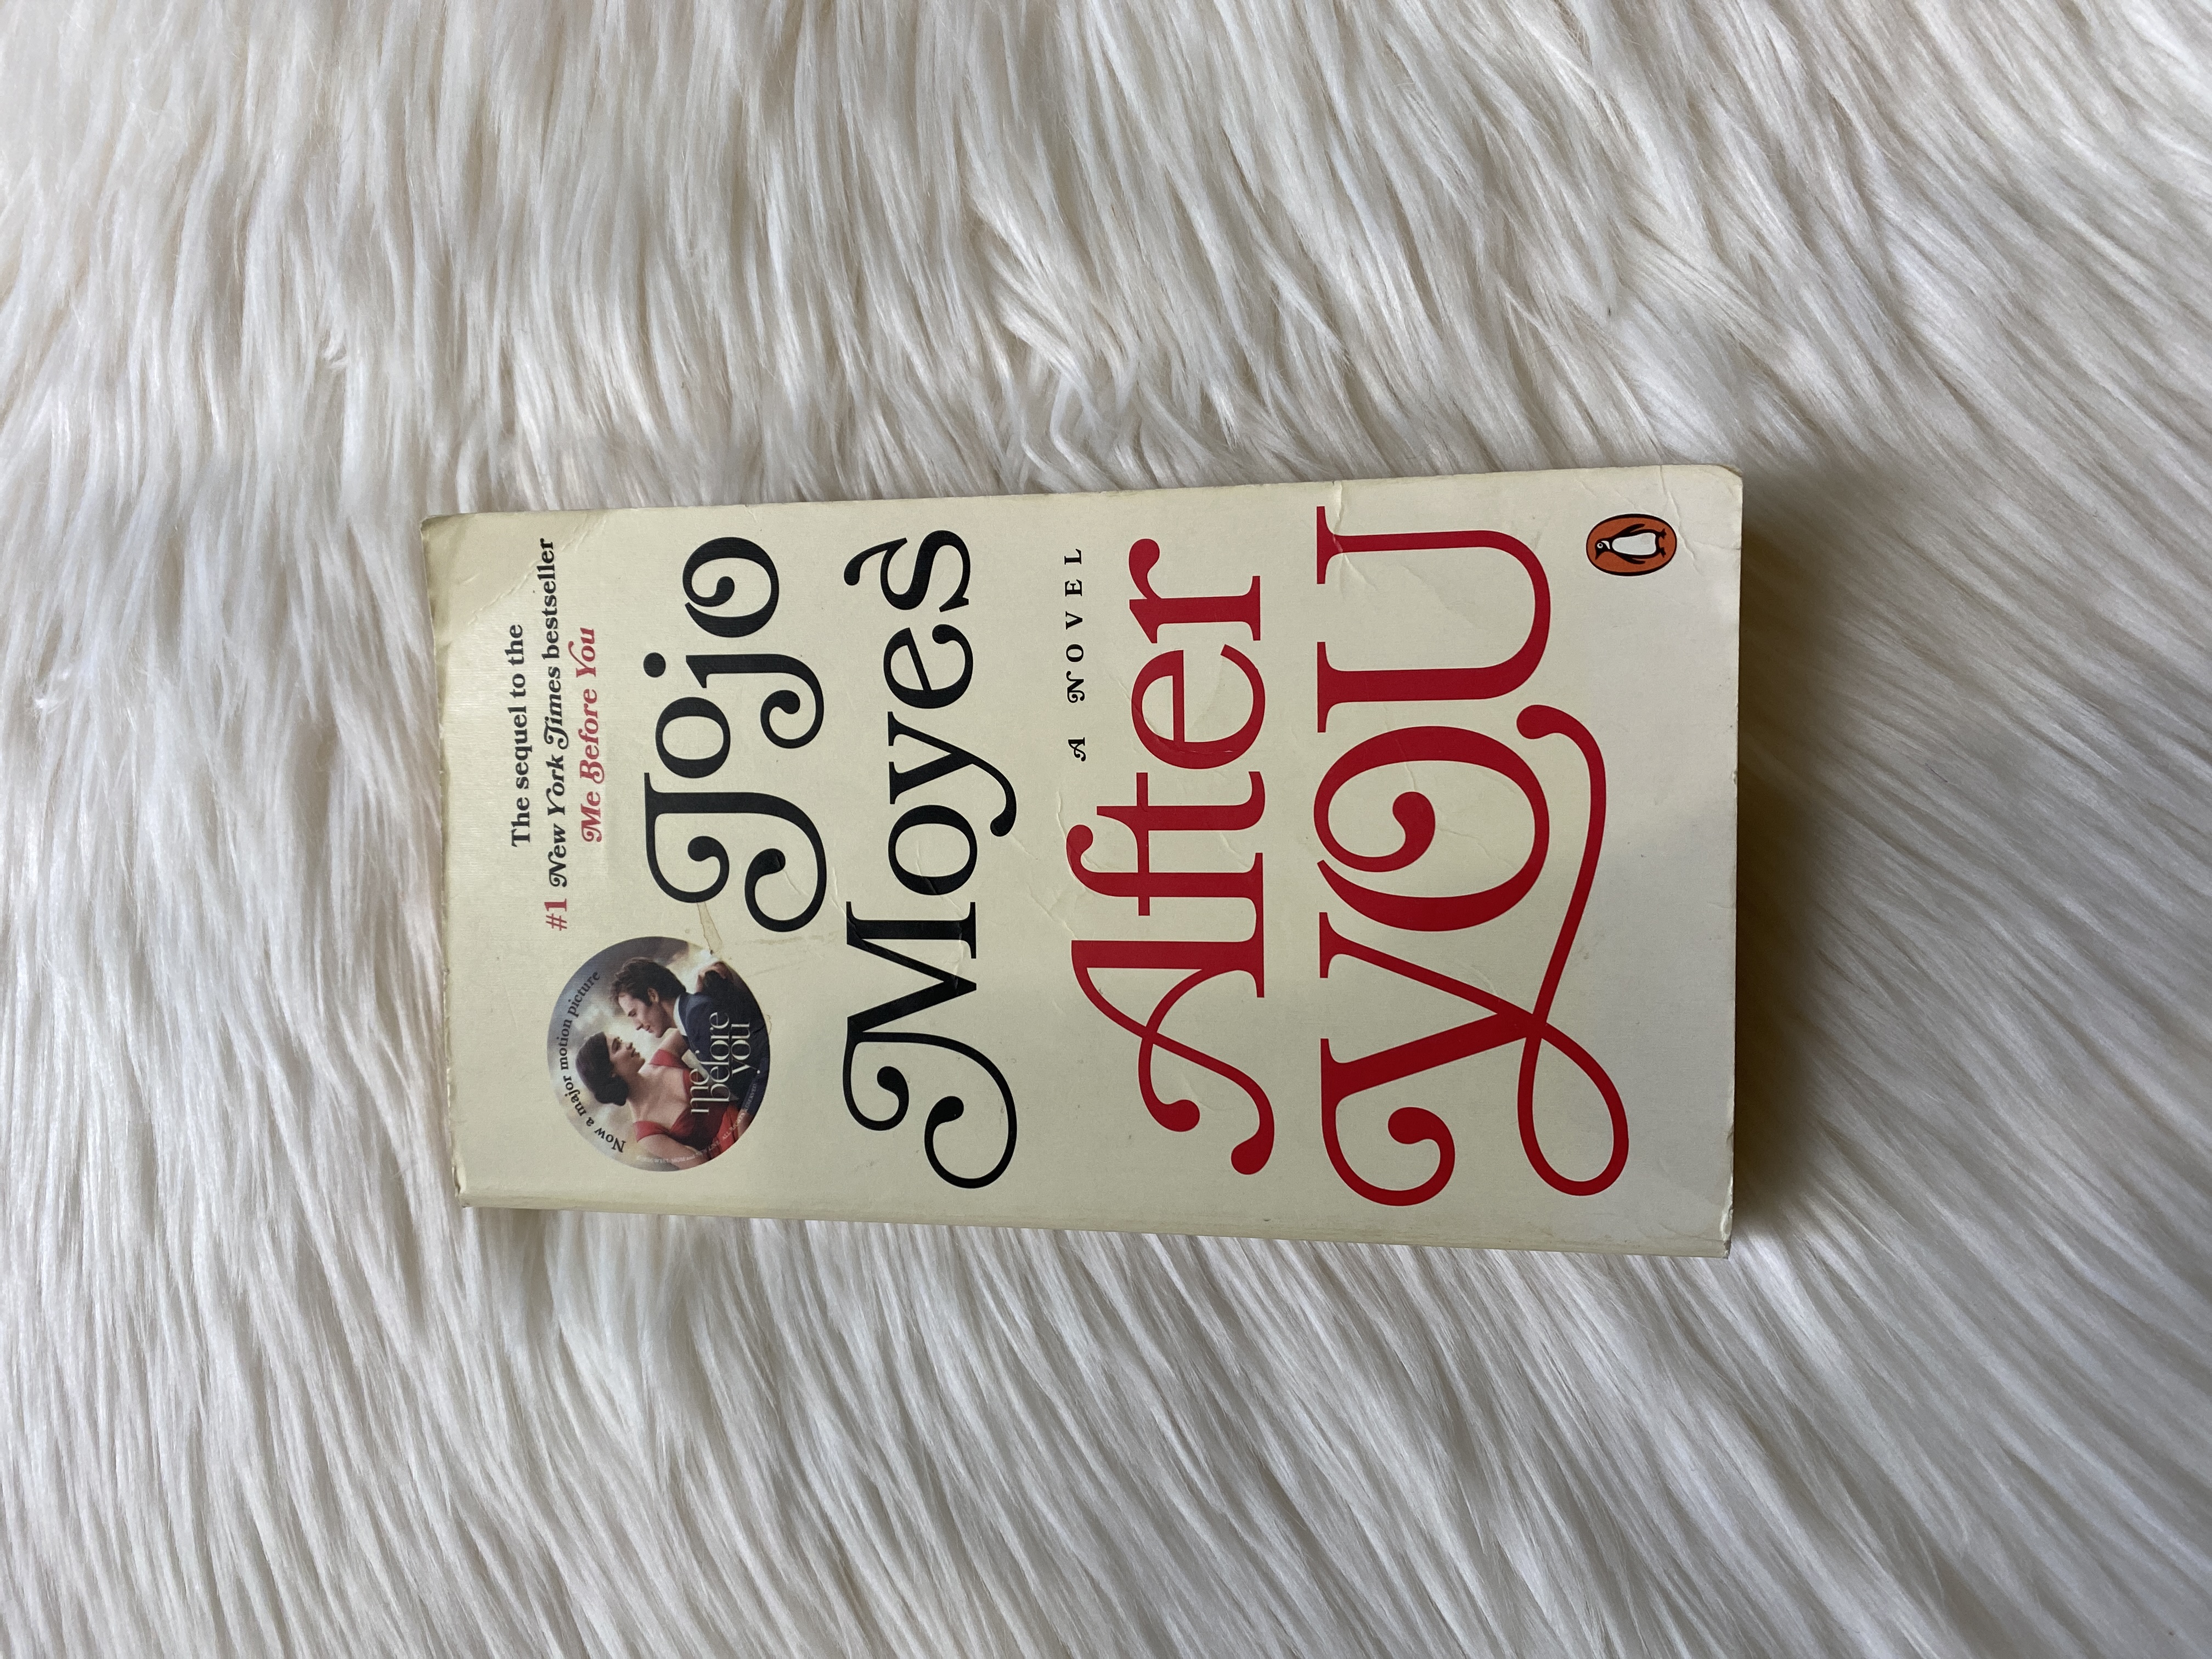 The sequel to the
#1 New York Times bestseller
Me Before You
Now a major motion picture
me
before
you
Jojo
Moyes
A NOVEL
After
YOU